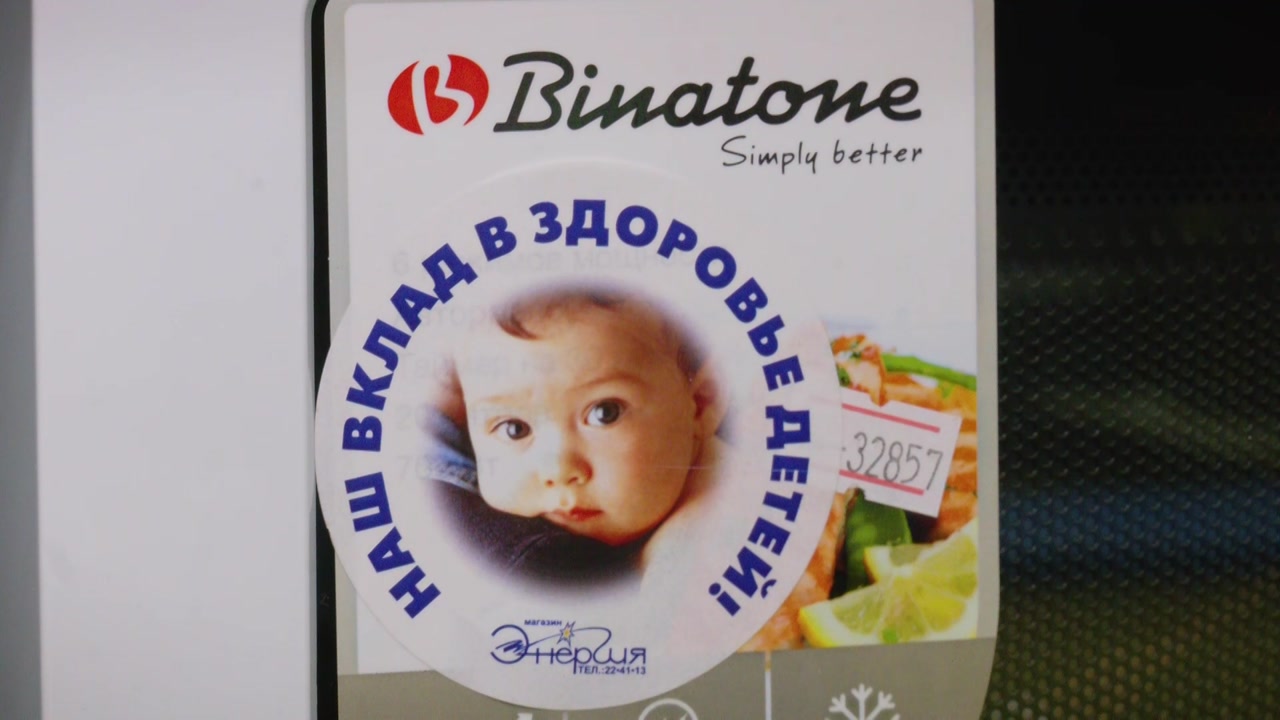 Binatone
Simply better
НАШ ВКЛАД В ЗДОРОВЬЕ ДЕТЕЙ!
32857
магазин
Энергия
ТЕЛ.:22-41-13